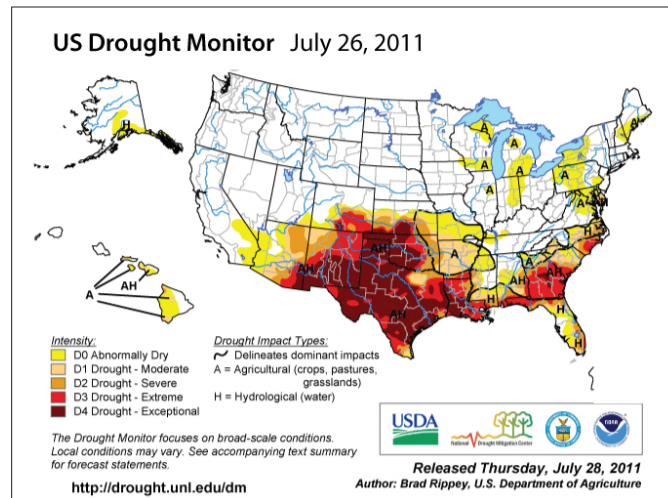 US Drought Monitor July 26, 2011
H
A
A
A
A
A
A
A
AH
H
A
AH
A
AH
AH
A
AH
AH
H
H
H
A
AH
Intensity:
D0 Abnormally Dry
D1 Drought - Moderate
D2 Drought - Severe
D3 Drought - Extreme
D4 Drought - Exceptional
Drought Impact Types:
Delineates dominant impacts
A = Agricultural (crops, pastures,
grasslands)
H = Hydrological (water)
The Drought Monitor focuses on broad-scale conditions.
Local conditions may vary. See accompanying text summary
for forecast statements.
http://drought.unl.edu/dm
USDA
National Drought Mitigation Center
NOAA
Released Thursday, July 28, 2011
Author: Brad Rippey, U.S. Department of Agriculture